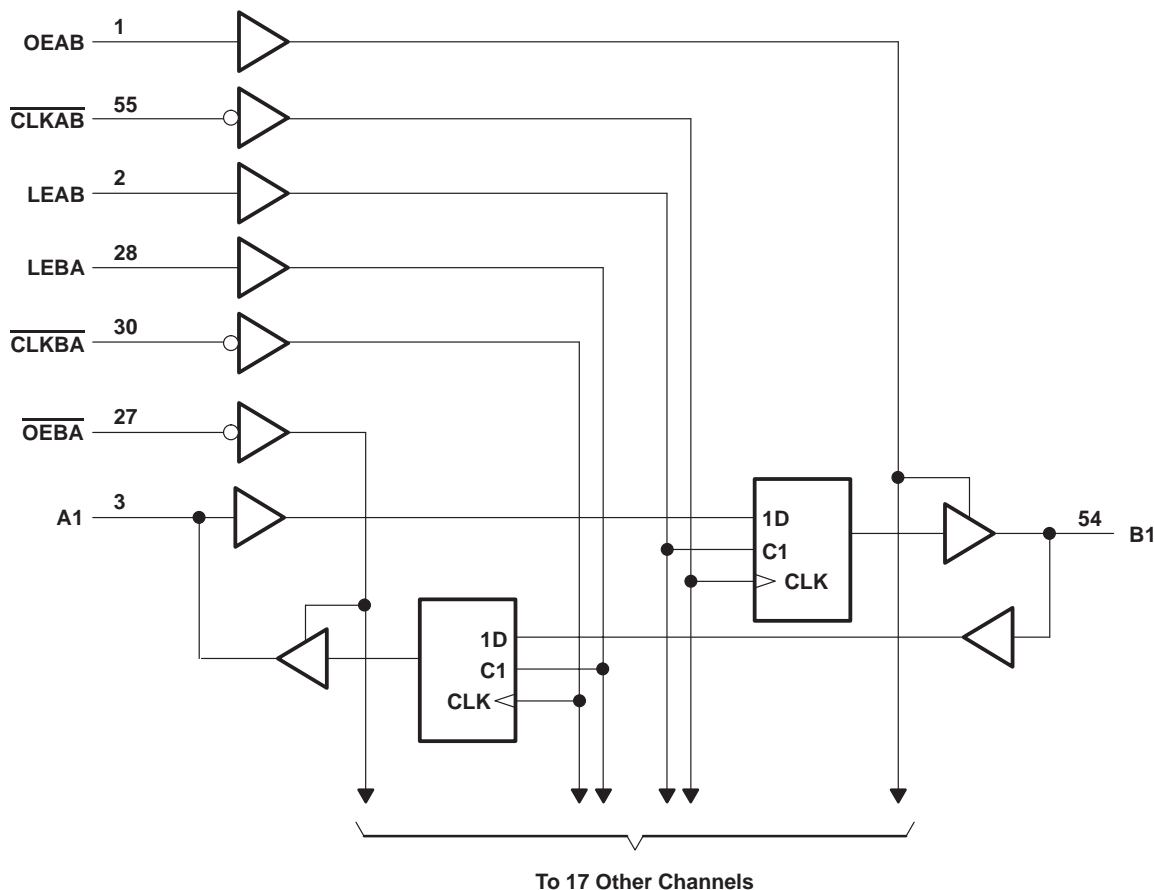 OEAB 1
CLKAB 55
LEAB 2
LEBA 28
CLKBA 30
OEBA 27
A1 3
1D
C1
CLK
54 B1
1D
C1
CLK
To 17 Other Channels